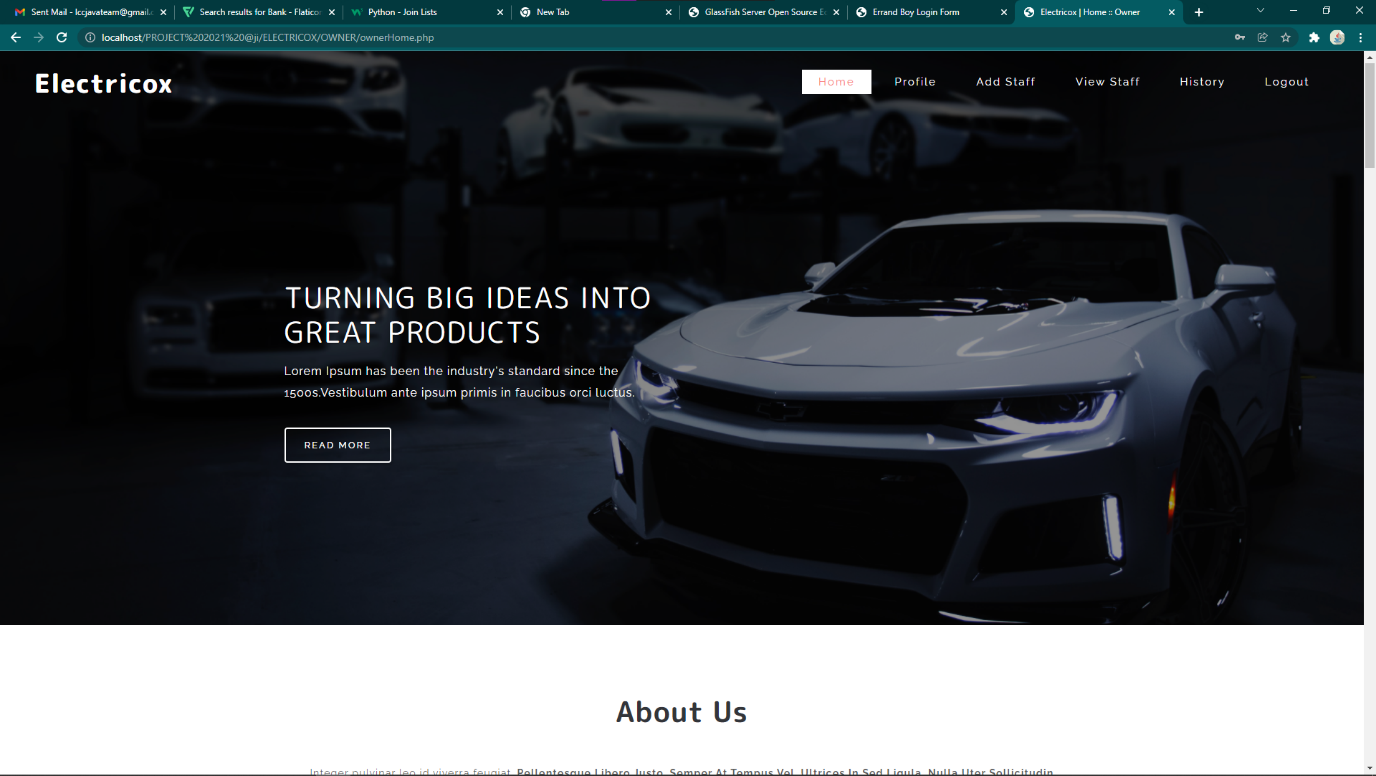 Sent Mail - lccjavateam@gmail.c
Search results for Bank - Flatico
Python - Join Lists
New Tab
GlassFish Server Open Source E
Errand Boy Login Form
Electricox | Home :: Owner
localhost/PROJECT%202021%20@ji/ELECTRICOX/OWNER/ownerHome.php
Electricox
Home
Profile
Add Staff
View Staff
History
Logout
TURNING BIG IDEAS INTO
GREAT PRODUCTS
Lorem Ipsum has been the industry's standard since the
1500s.Vestibulum ante ipsum primis in faucibus orci luctus.
READ MORE
About Us
Integer pulvinar leo id viverra feugiat. Pellentesque Libero Justo, Semper At Tempus Vel, Ultrices In Sed Ligula. Nulla Uter Sollicitudin